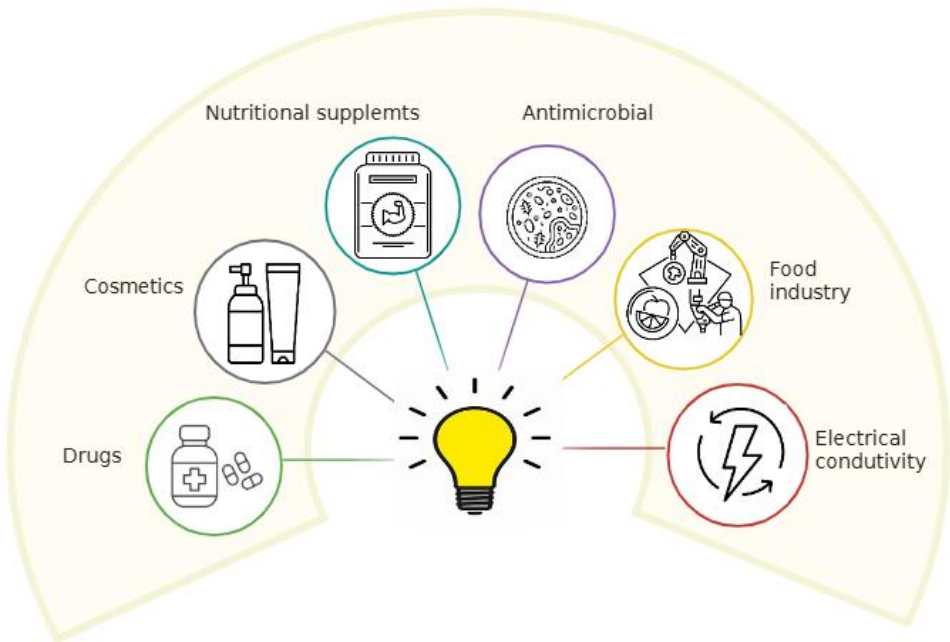 Nutritional supplemts
Antimicrobial
Cosmetics
Food
industry
Drugs
Electrical
condutivity